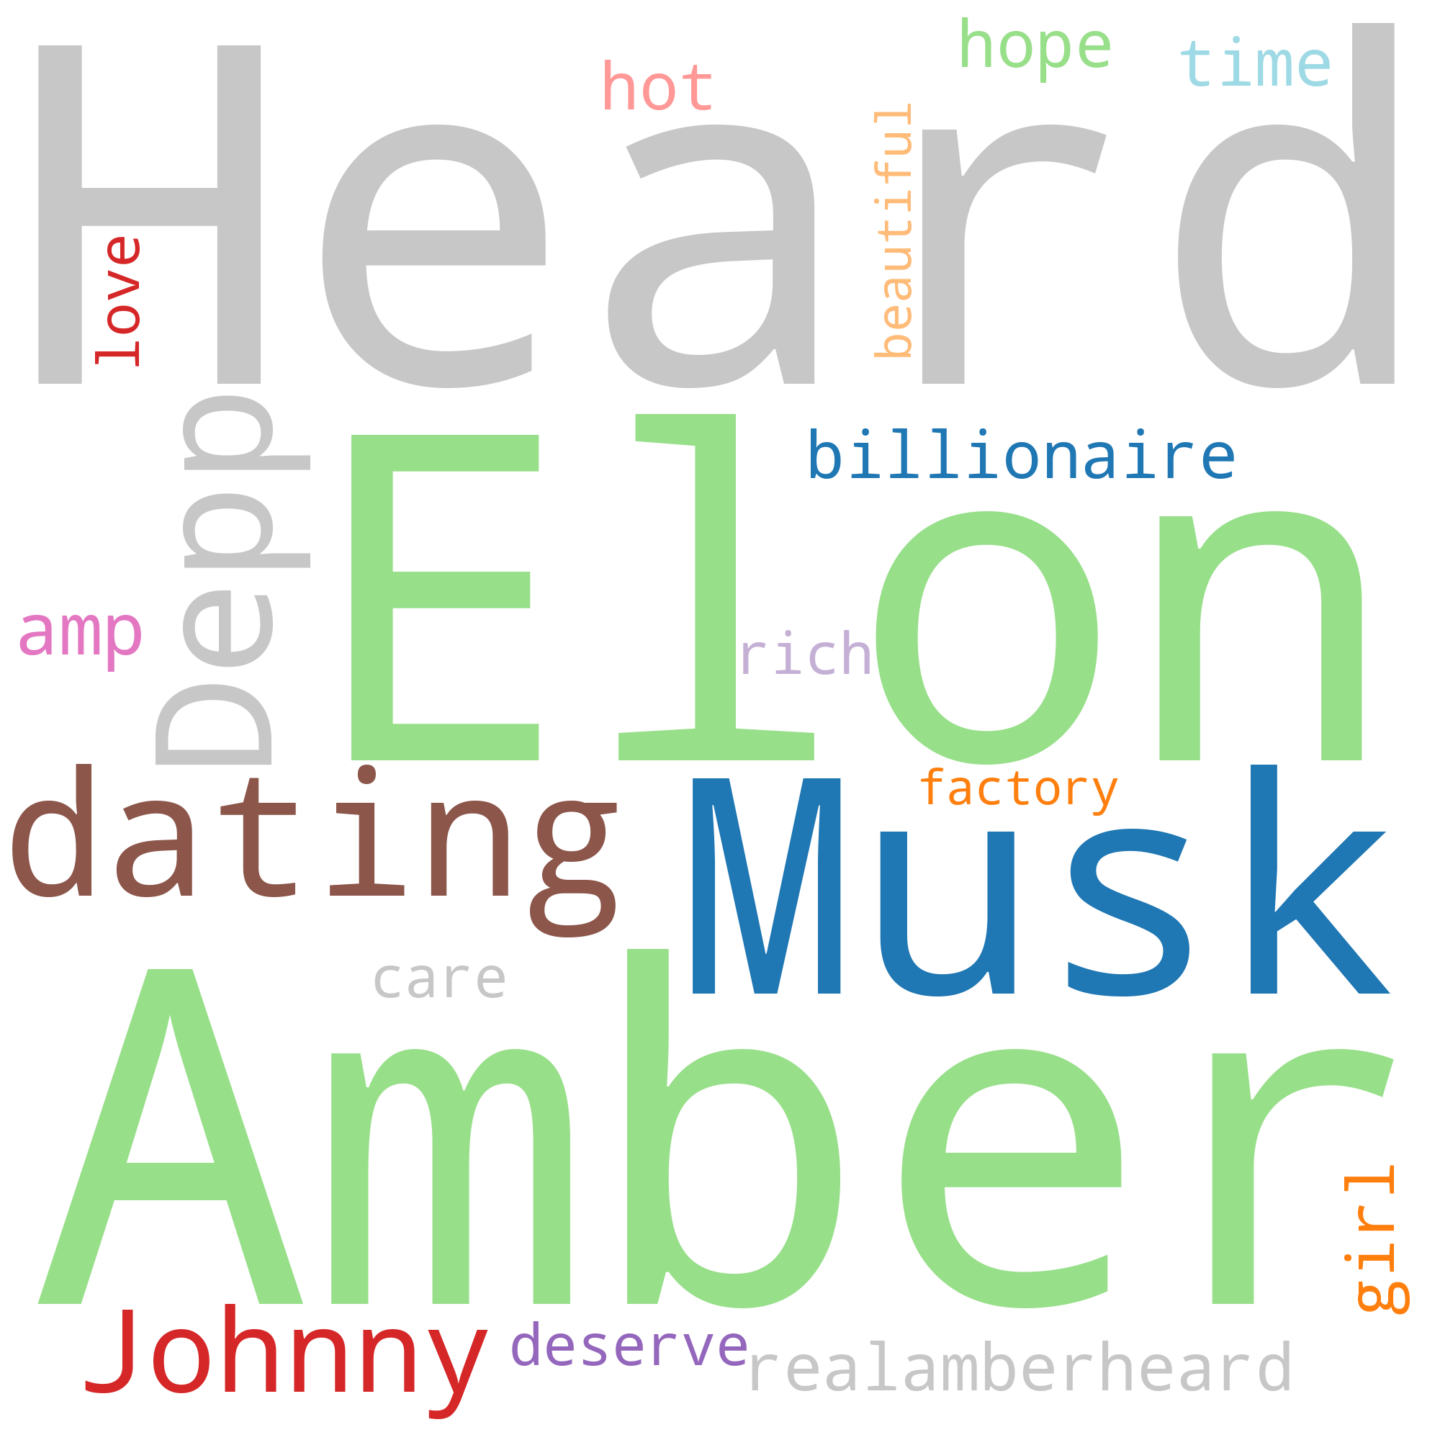 hope
time
hot
Heard
beautiful
love
Depp
Elon
billionaire
amp
rich
dating
Musk
factory
care
Amber
girl
Johnny
deserve
realamberheard